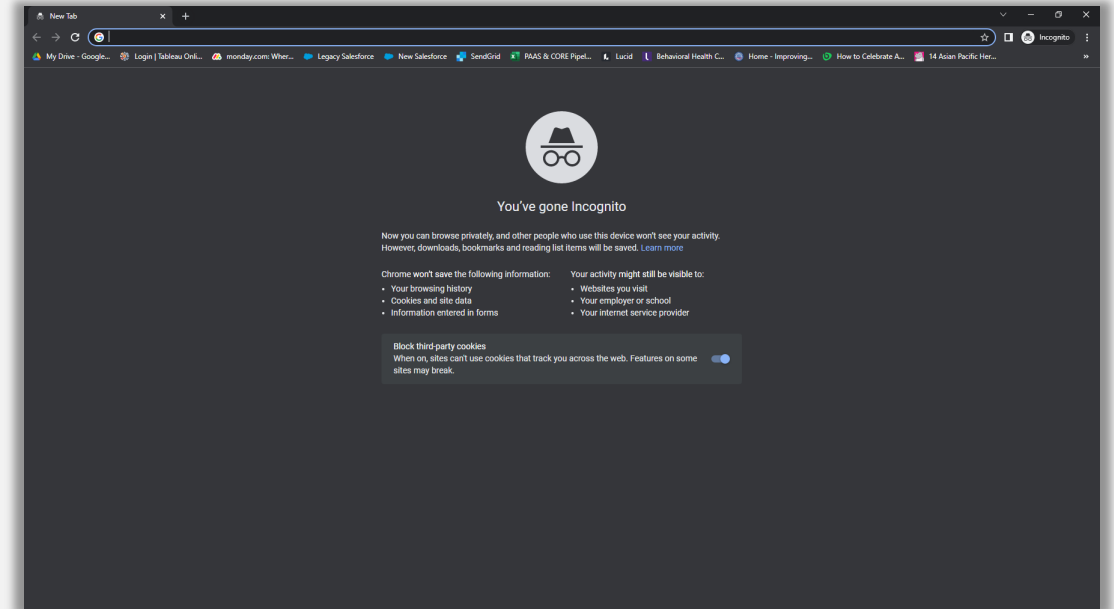 New Tab
Incognito
My Drive - Google... Login | Tableau Onli... monday.com: Wher... Legacy Salesforce New Salesforce SendGrid PAAS & CORE Pipel... Lucid Behavioral Health C... Home - Improving... How to Celebrate A... 14 Asian Pacific Her...
You've gone Incognito
Now you can browse privately, and other people who use this device won't see your activity.
However, downloads, bookmarks and reading list items will be saved. Learn more
Chrome won't save the following information:
• Your browsing history
• Cookies and site data
• Information entered in forms
Your activity might still be visible to:
• Websites you visit
• Your employer or school
• Your internet service provider
Block third-party cookies
When on, sites can't use cookies that track you across the web. Features on some
sites may break.